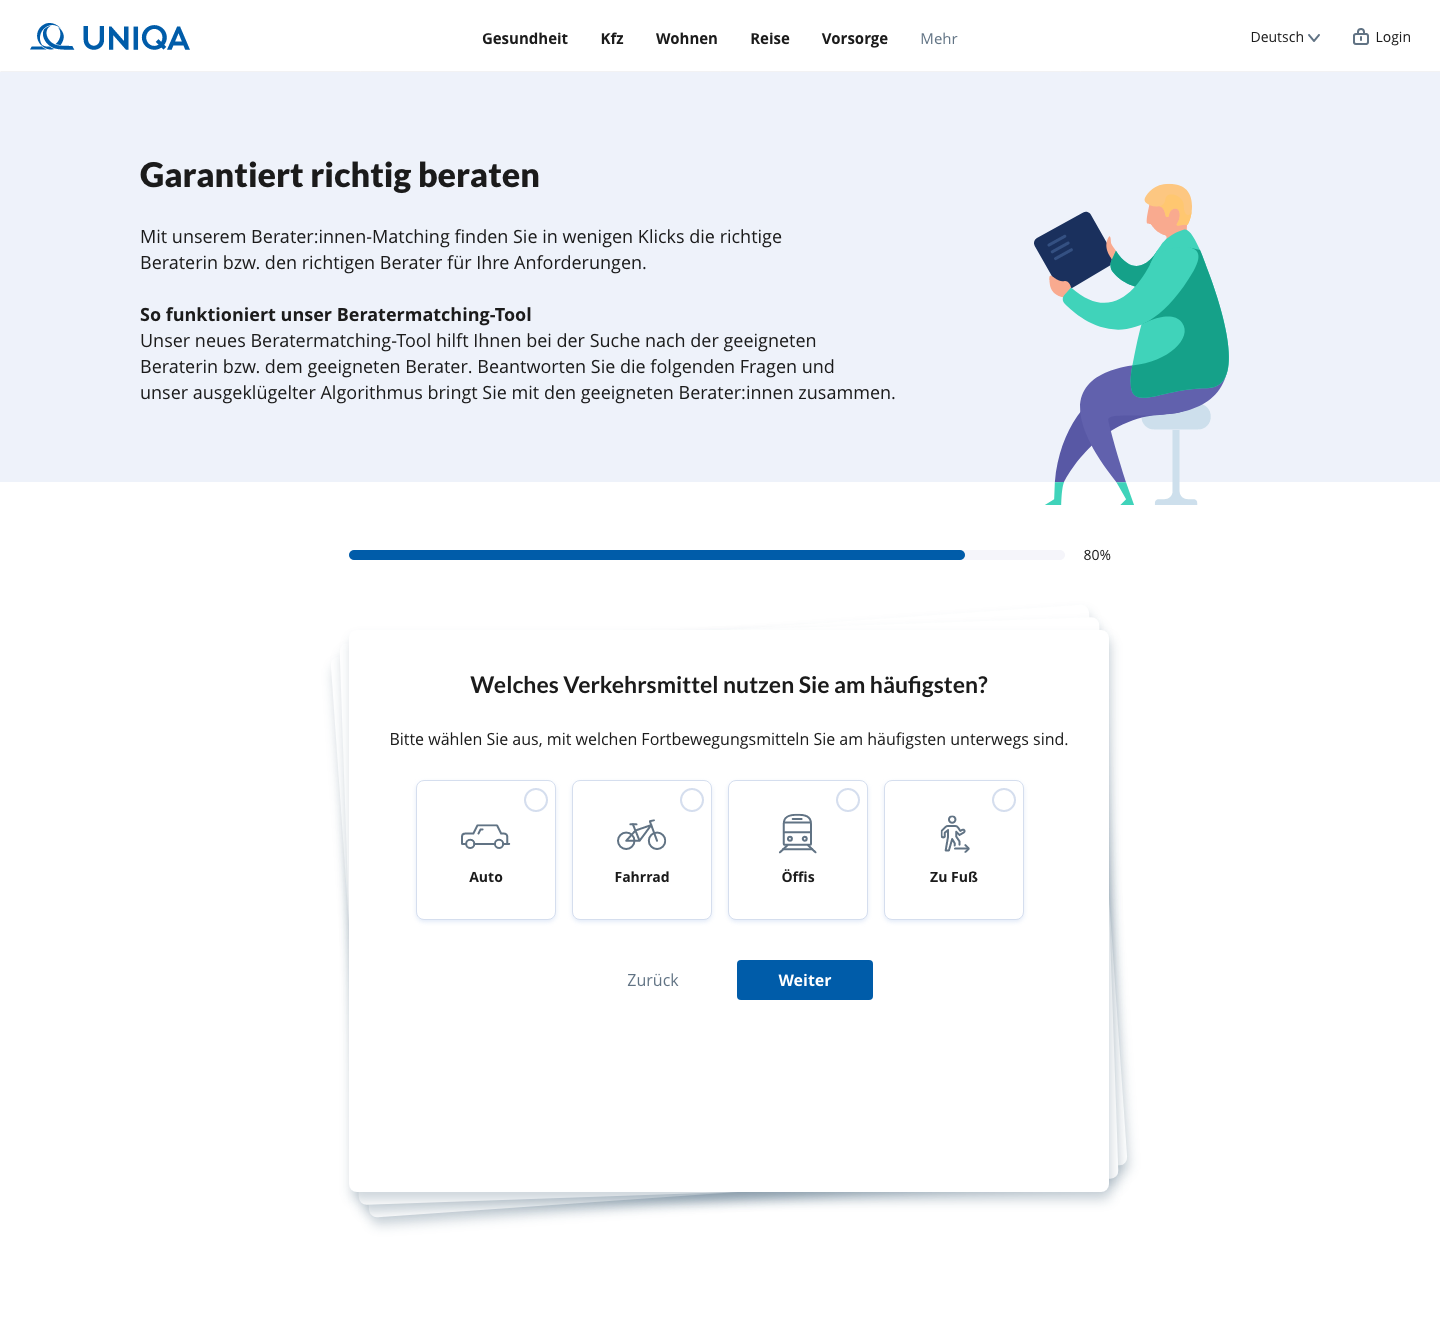 UNIQA
Gesundheit Kfz Wohnen Reise Vorsorge Mehr
Deutsch Login
Garantiert richtig beraten
Mit unserem Berater:innen-Matching finden Sie in wenigen Klicks die richtige
Beraterin bzw. den richtigen Berater für Ihre Anforderungen.
So funktioniert unser Beratermatching-Tool
Unser neues Beratermatching-Tool hilft Ihnen bei der Suche nach der geeigneten
Beraterin bzw. dem geeigneten Berater. Beantworten Sie die folgenden Fragen und
unser ausgeklügelter Algorithmus bringt Sie mit den geeigneten Berater:innen zusammen.
80%
Welches Verkehrsmittel nutzen Sie am häufigsten?
Bitte wählen Sie aus, mit welchen Fortbewegungsmitteln Sie am häufigsten unterwegs sind.
Auto Fahrrad Öffis Zu Fuß
Zurück Weiter